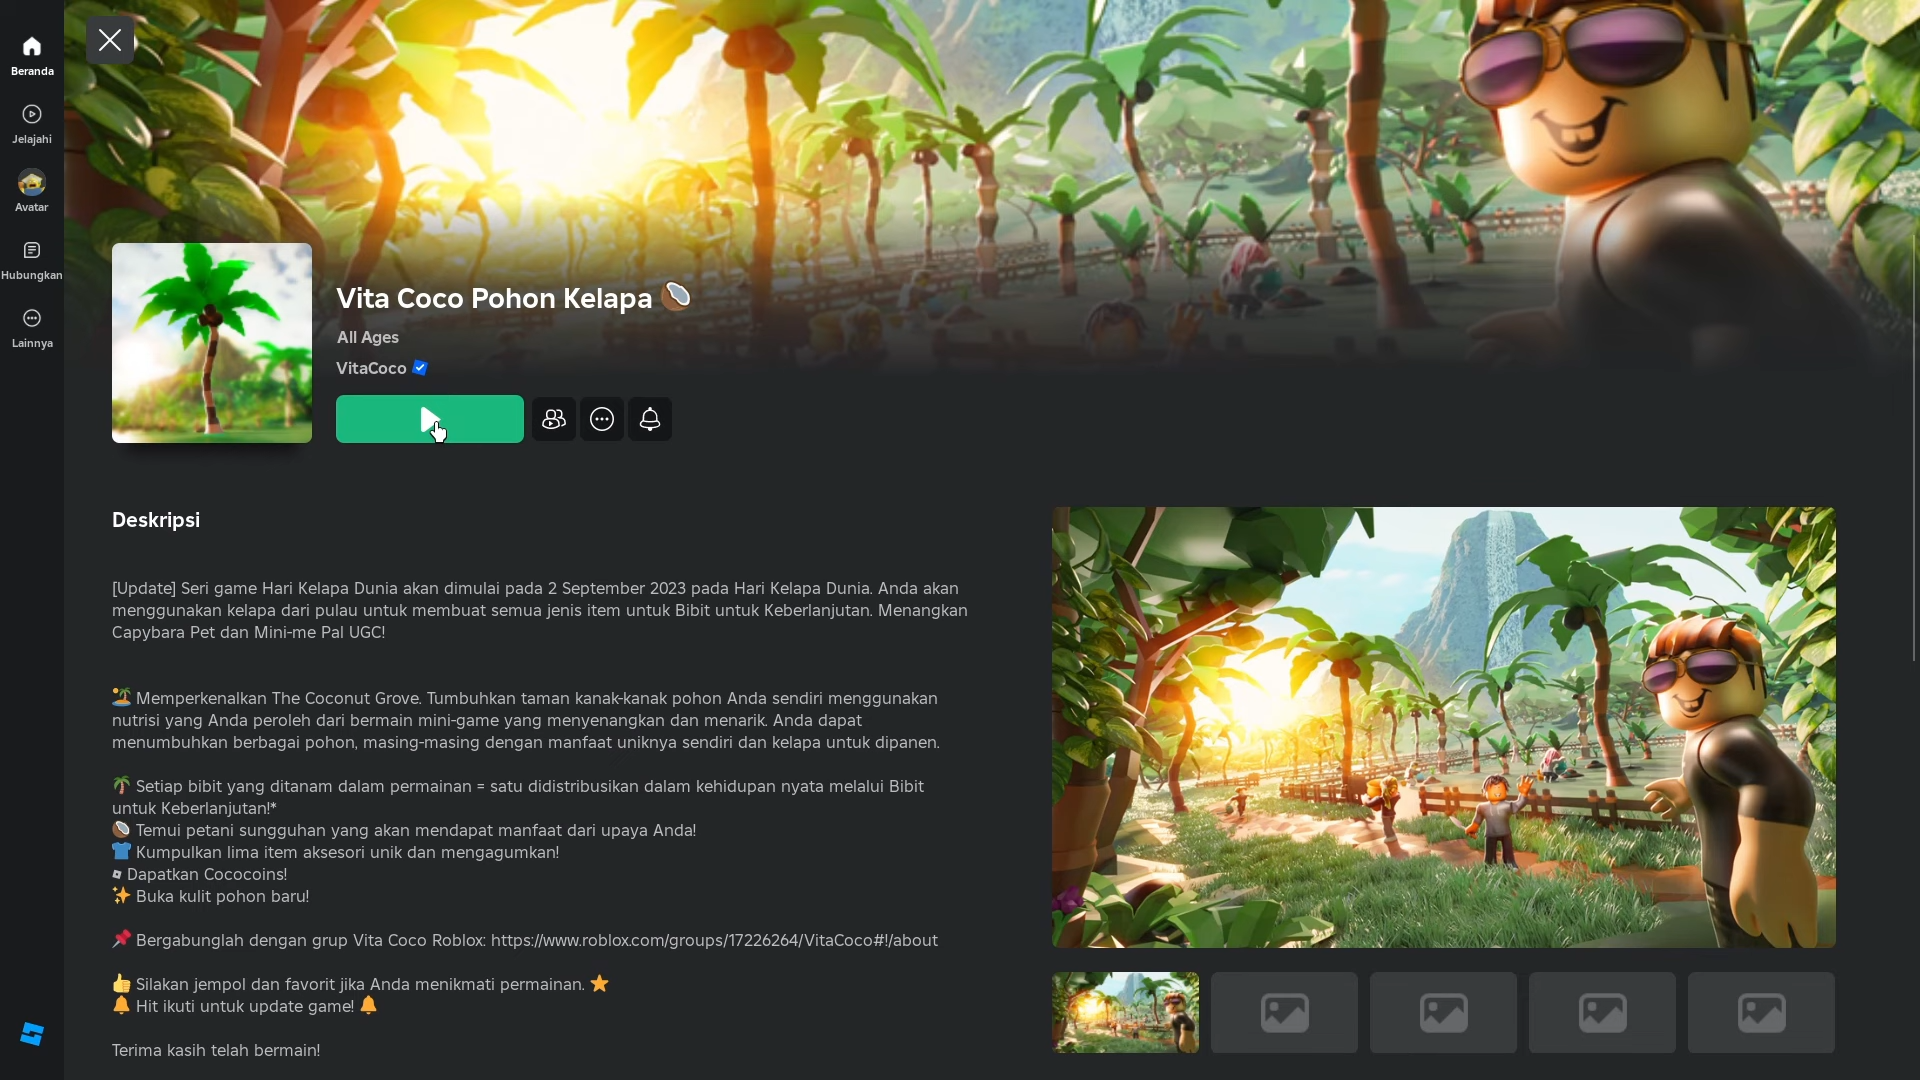 Beranda
Jelajahi
Avatar
Hubungkan
Lainnya
Vita Coco Pohon Kelapa
All Ages
VitaCoco
Deskripsi
[Update] Seri game Hari Kelapa Dunia akan dimulai pada 2 September 2023 pada Hari Kelapa Dunia. Anda akan
menggunakan kelapa dari pulau untuk membuat semua jenis item untuk Bibit untuk Keberlanjutan. Menangkan
Capybara Pet dan Mini-me Pal UGC!
🏝️ Memperkenalkan The Coconut Grove. Tumbuhkan taman kanak-kanak pohon Anda sendiri menggunakan
nutrisi yang Anda peroleh dari bermain mini-game yang menyenangkan dan menarik. Anda dapat
menumbuhkan berbagai pohon, masing-masing dengan manfaat uniknya sendiri dan kelapa untuk dipanen.
🌴 Setiap bibit yang ditanam dalam permainan = satu didistribusikan dalam kehidupan nyata melalui Bibit
untuk Keberlanjutan!*
🥥 Temui petani sungguhan yang akan mendapat manfaat dari upaya Anda!
👕 Kumpulkan lima item aksesori unik dan mengagumkan!
Dapatkan Cococoins!
✨ Buka kulit pohon baru!
📌 Bergabunglah dengan grup Vita Coco Roblox: https://www.roblox.com/groups/17226264/VitaCoco#!/about
👍 Silakan jempol dan favorit jika Anda menikmati permainan. ⭐
🔔 Hit ikuti untuk update game! 🔔
Terima kasih telah bermain!